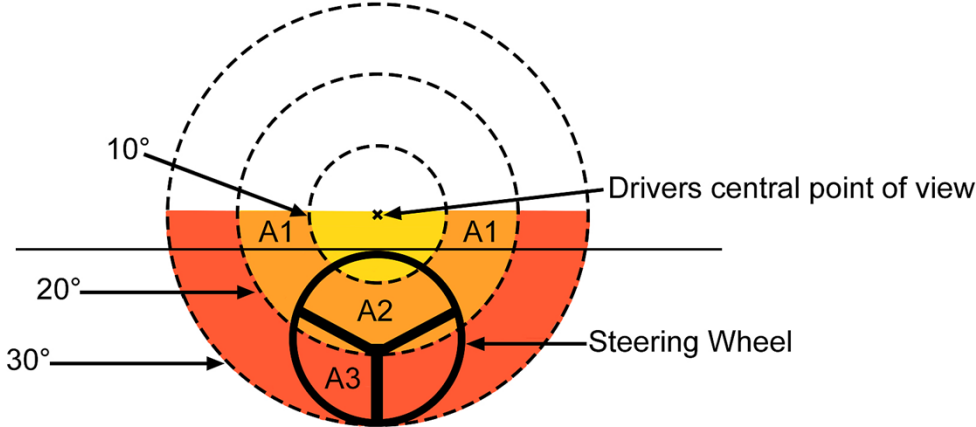 10°
Drivers central point of view
A1
A1
20°
A2
Steering Wheel
30°
A3